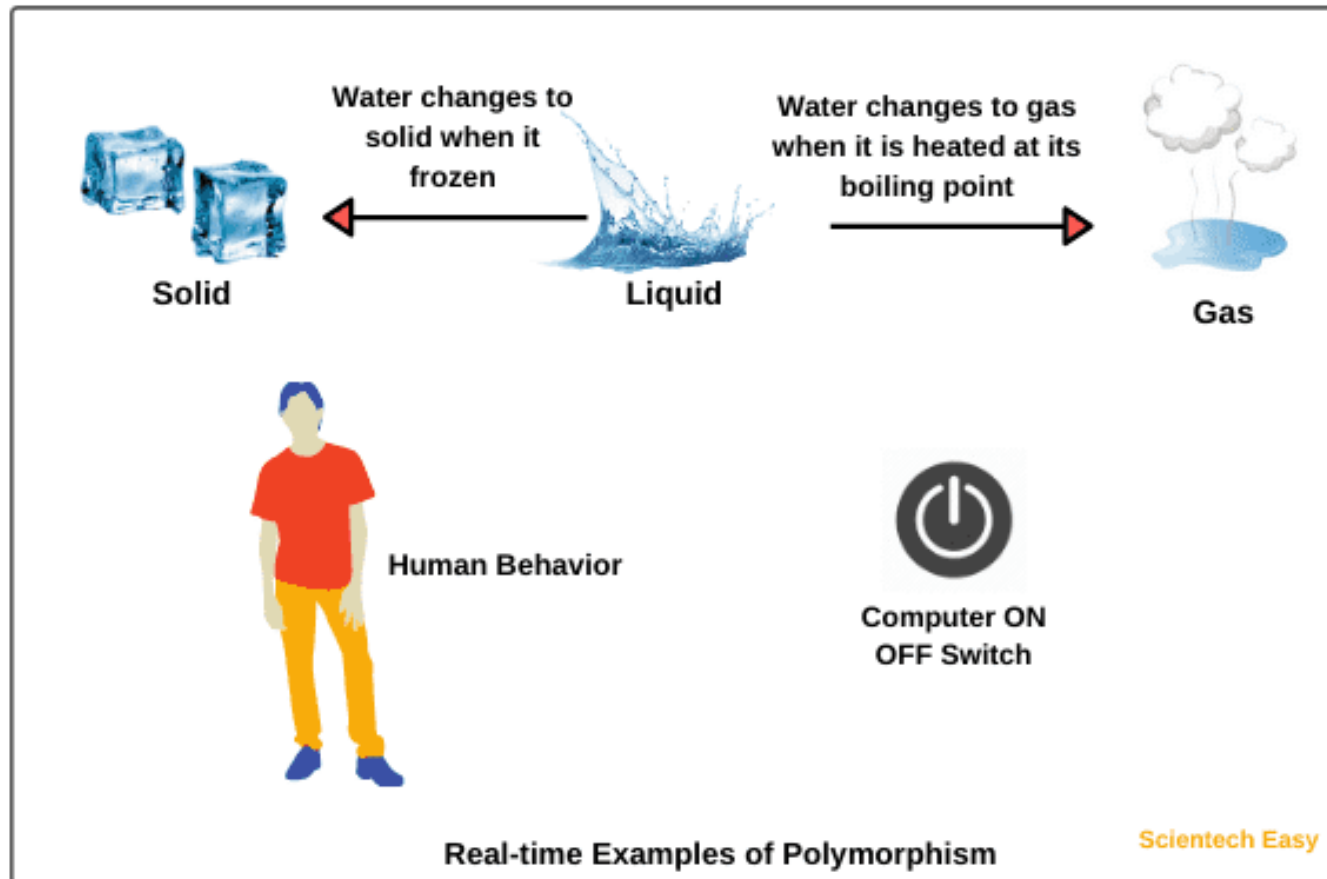 Water changes to
solid when it
frozen
Water changes to gas
when it is heated at its
boiling point
Solid
Liquid
Gas
Human Behavior
Computer ON
OFF Switch
Real-time Examples of Polymorphism
Scientech Easy